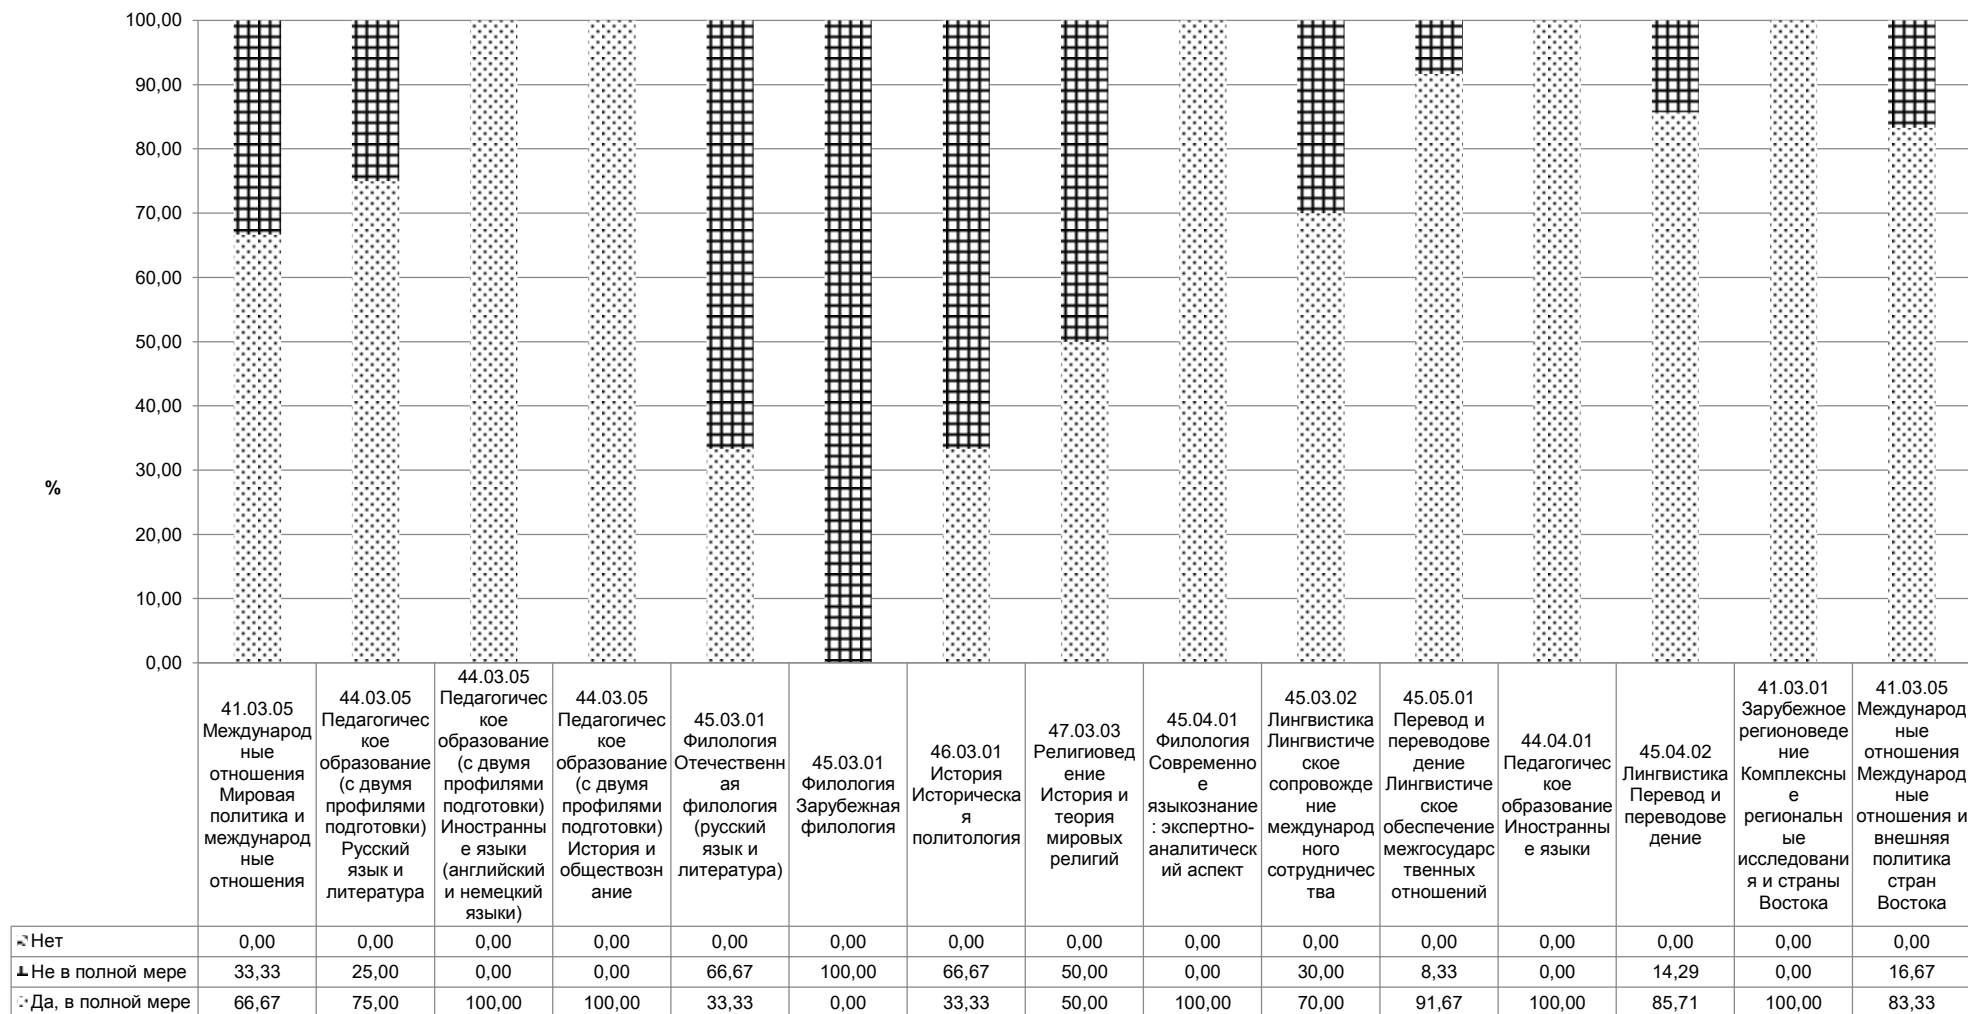 100,00
90,00
80,00
70,00
60,00
50,00
40,00
30,00
20,00
10,00
0,00
%
41.03.05
Международ
ные
отношения
Мировая
политика и
международ
ные
отношения
44.03.05
Педагогичес
кое
образование
(с двумя
профилями
подготовки)
Русский
язык и
литература
44.03.05
Педагогичес
кое
образование
(с двумя
профилями
подготовки)
Иностранны
е языки
(английский
и немецкий
языки)
44.03.05
Педагогичес
кое
образование
(с двумя
профилями
подготовки)
История и
обществозн
ание
45.03.01
Филология
Отечественн
ая
филология
(русский
язык и
литература)
45.03.01
Филология
Зарубежная
филология
46.03.01
История
Историческа
я
политология
47.03.03
Религиовед
ение
История и
теория
мировых
религий
45.04.01
Филология
Современно
е
языкознание
: экспертно-
аналитическ
ий аспект
45.03.02
Лингвистика
Лингвистиче
ское
сопровожде
ние
международ
ного
сотрудничес
тва
45.05.01
Перевод и
переводове
дение
Лингвистиче
ское
обеспечение
межгосударс
твенных
отношений
44.04.01
Педагогичес
кое
образование
Иностранны
е языки
45.04.02
Лингвистика
Перевод и
переводове
дение
41.03.01
Зарубежное
регионоведе
ние
Комплексны
е
региональн
ые
исследовани
я и страны
Востока
41.03.05
Международ
ные
отношения
Международ
ные
отношения и
внешняя
политика
стран
Востока
Нет 0,00 0,00 0,00 0,00 0,00 0,00 0,00 0,00 0,00 0,00 0,00 0,00 0,00 0,00 0,00
Не в полной мере 33,33 25,00 0,00 0,00 66,67 100,00 66,67 50,00 0,00 30,00 8,33 0,00 14,29 0,00 16,67
Да, в полной мере 66,67 75,00 100,00 100,00 33,33 0,00 33,33 50,00 100,00 70,00 91,67 100,00 85,71 100,00 83,33